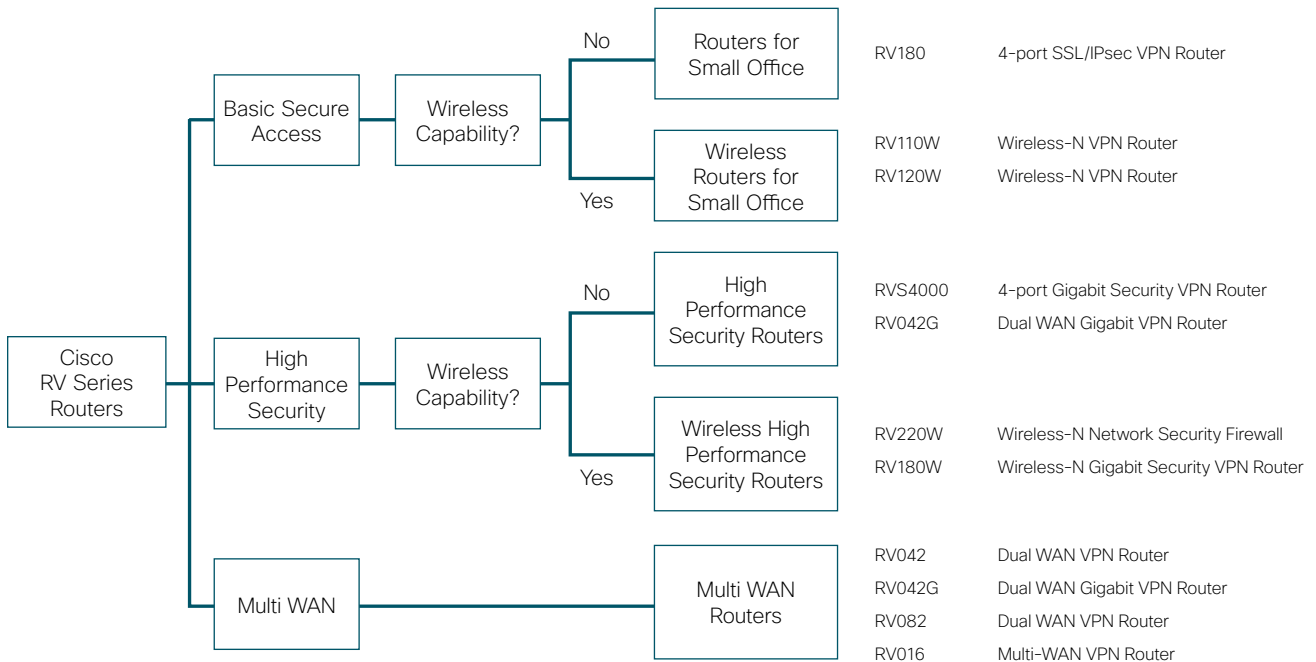 Cisco
RV Series
Routers
Basic Secure
Access
Wireless
Capability?
No
Routers for
Small Office
RV180 4-port SSL/IPsec VPN Router
Yes
Wireless
Routers for
Small Office
RV110W Wireless-N VPN Router
RV120W Wireless-N VPN Router
High
Performance
Security
Wireless
Capability?
No
High
Performance
Security Routers
RVS4000 4-port Gigabit Security VPN Router
RV042G Dual WAN Gigabit VPN Router
Yes
Wireless High
Performance
Security Routers
RV220W Wireless-N Network Security Firewall
RV180W Wireless-N Gigabit Security VPN Router
Multi WAN
Multi WAN
Routers
RV042 Dual WAN VPN Router
RV042G Dual WAN Gigabit VPN Router
RV082 Dual WAN VPN Router
RV016 Multi-WAN VPN Router